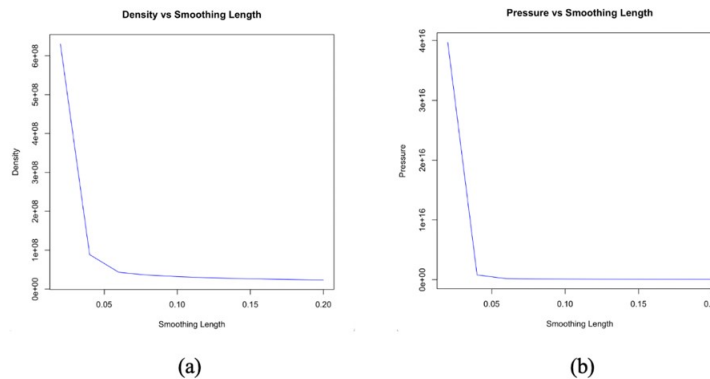 Density vs Smoothing Length
Density
0e+00
1e+08
2e+08
3e+08
4e+08
5e+08
6e+08
0.05
0.10
0.15
0.20
Smoothing Length
(a)
Pressure vs Smoothing Length
Pressure
0e+00
1e+16
2e+16
3e+16
4e+16
0.05
0.10
0.15
Smoothing Length
(b)